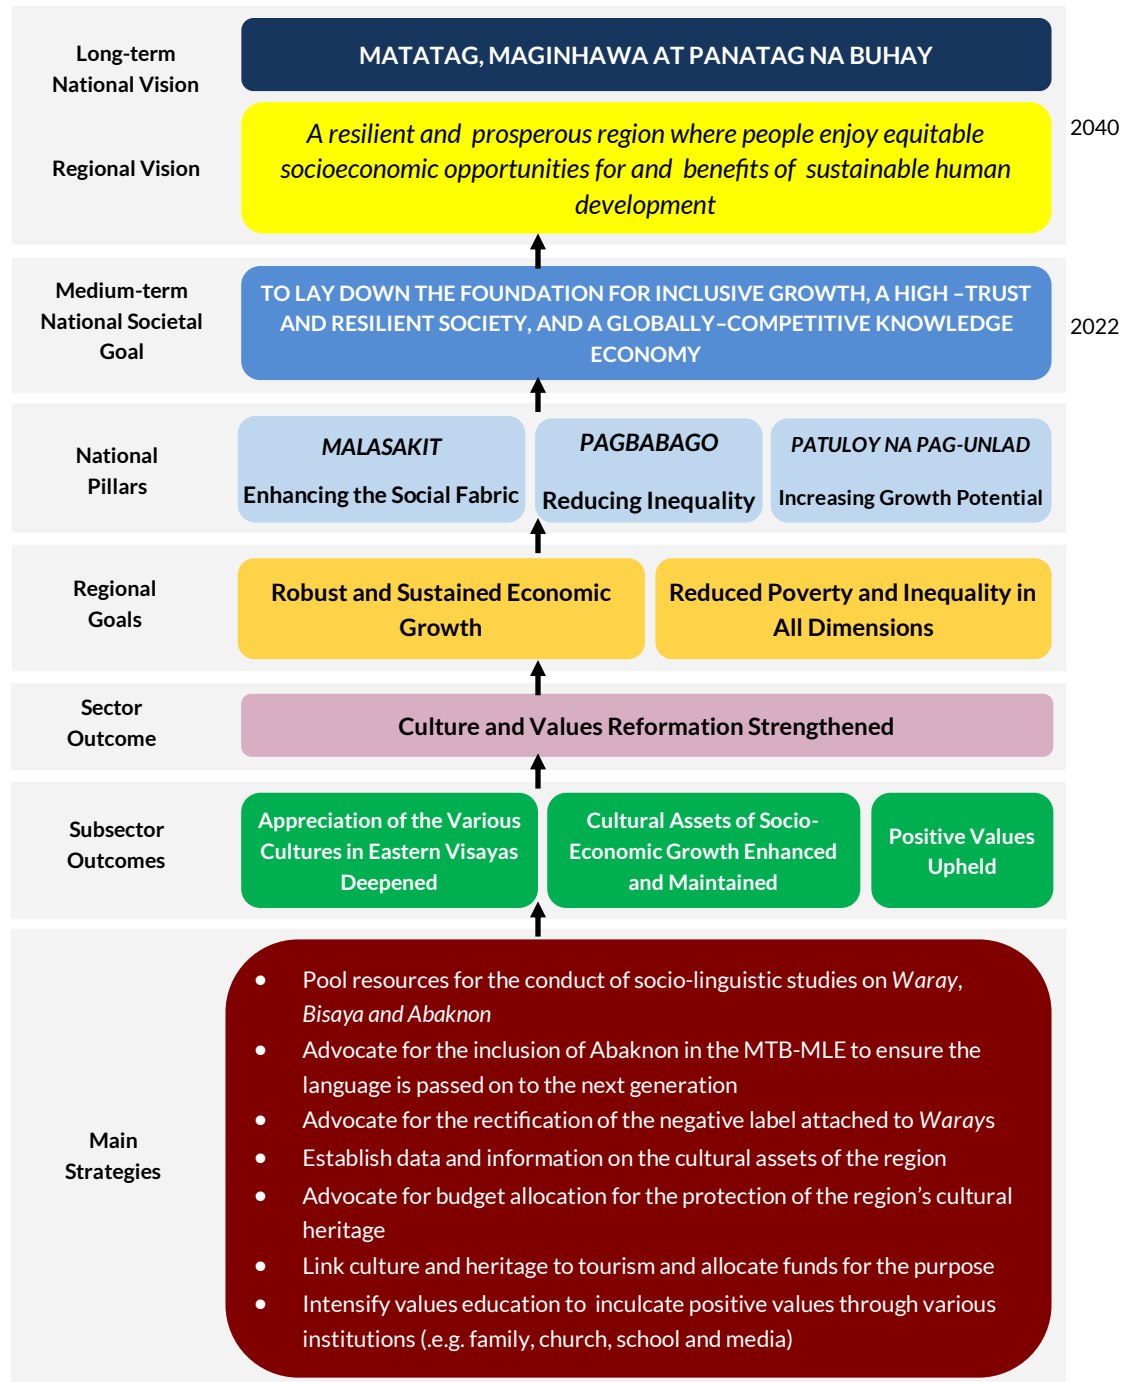 Long-term
National Vision
MATATAG, MAGINHAWA AT PANATAG NA BUHAY
2040
Regional Vision
A resilient and prosperous region where people enjoy equitable
socioeconomic opportunities for and benefits of sustainable human
development
Medium-term
National Societal
Goal
TO LAY DOWN THE FOUNDATION FOR INCLUSIVE GROWTH, A HIGH –TRUST
AND RESILIENT SOCIETY, AND A GLOBALLY–COMPETITIVE KNOWLEDGE
ECONOMY
2022
National
Pillars
MALASAKIT
Enhancing the Social Fabric
PAGBABAGO
Reducing Inequality
PATULOY NA PAG-UNLAD
Increasing Growth Potential
Regional
Goals
Robust and Sustained Economic
Growth
Reduced Poverty and Inequality in
All Dimensions
Sector
Outcome
Culture and Values Reformation Strengthened
Subsector
Outcomes
Appreciation of the Various
Cultures in Eastern Visayas
Deepened
Cultural Assets of Socio-
Economic Growth Enhanced
and Maintained
Positive Values
Upheld
Main
Strategies
• Pool resources for the conduct of socio-linguistic studies on Waray,
Bisaya and Abaknon
• Advocate for the inclusion of Abaknon in the MTB-MLE to ensure the
language is passed on to the next generation
• Advocate for the rectification of the negative label attached to Warays
• Establish data and information on the cultural assets of the region
• Advocate for budget allocation for the protection of the region’s cultural
heritage
• Link culture and heritage to tourism and allocate funds for the purpose
• Intensify values education to inculcate positive values through various
institutions (.e.g. family, church, school and media)